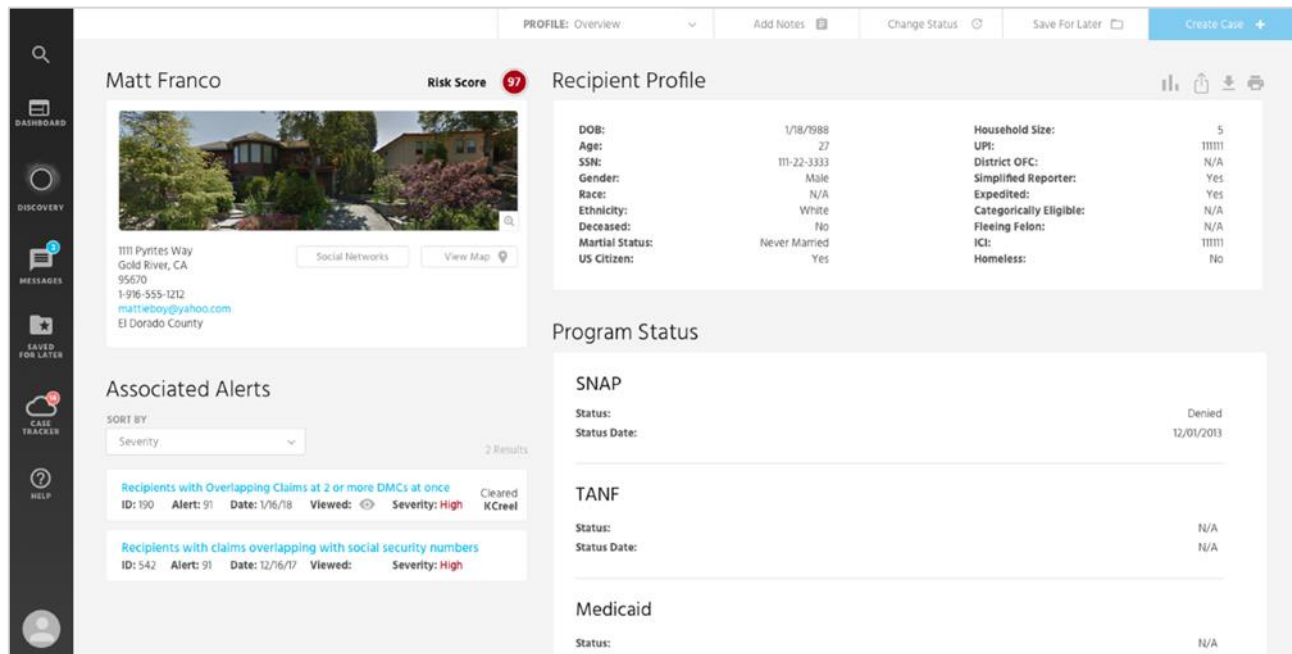 PROFILE: Overview
Add Notes
Change Status
Save For Later
Create Case +
DASHBOARD
DISCOVERY
3
MESSAGES
SAVED
FOR LATER
14
CASE
TRACKER
HELP
Matt Franco
Risk Score 97
1111 Pyrites Way
Gold River, CA
95670
1-916-555-1212
mattieboy@yahoo.com
El Dorado County
Social Networks
View Map
Associated Alerts
SORT BY
Severity
2 Results
Recipients with Overlapping Claims at 2 or more DMCs at once
ID: 190 Alert: 91 Date: 1/16/18 Viewed: Severity: High
Cleared
KCreel
Recipients with claims overlapping with social security numbers
ID: 542 Alert: 91 Date: 12/16/17 Viewed: Severity: High
Recipient Profile
DOB: 1/18/1988
Age: 27
SSN: 111-22-3333
Gender: Male
Race: N/A
Ethnicity: White
Deceased: No
Martial Status: Never Married
US Citizen: Yes
Household Size: 5
UPI: 111111
District OFC: N/A
Simplified Reporter: Yes
Expedited: Yes
Categorically Eligible: N/A
Fleeing Felon: N/A
ICI: 111111
Homeless: No
Program Status
SNAP
Status: Denied
Status Date: 12/01/2013
TANF
Status: N/A
Status Date: N/A
Medicaid
Status: N/A